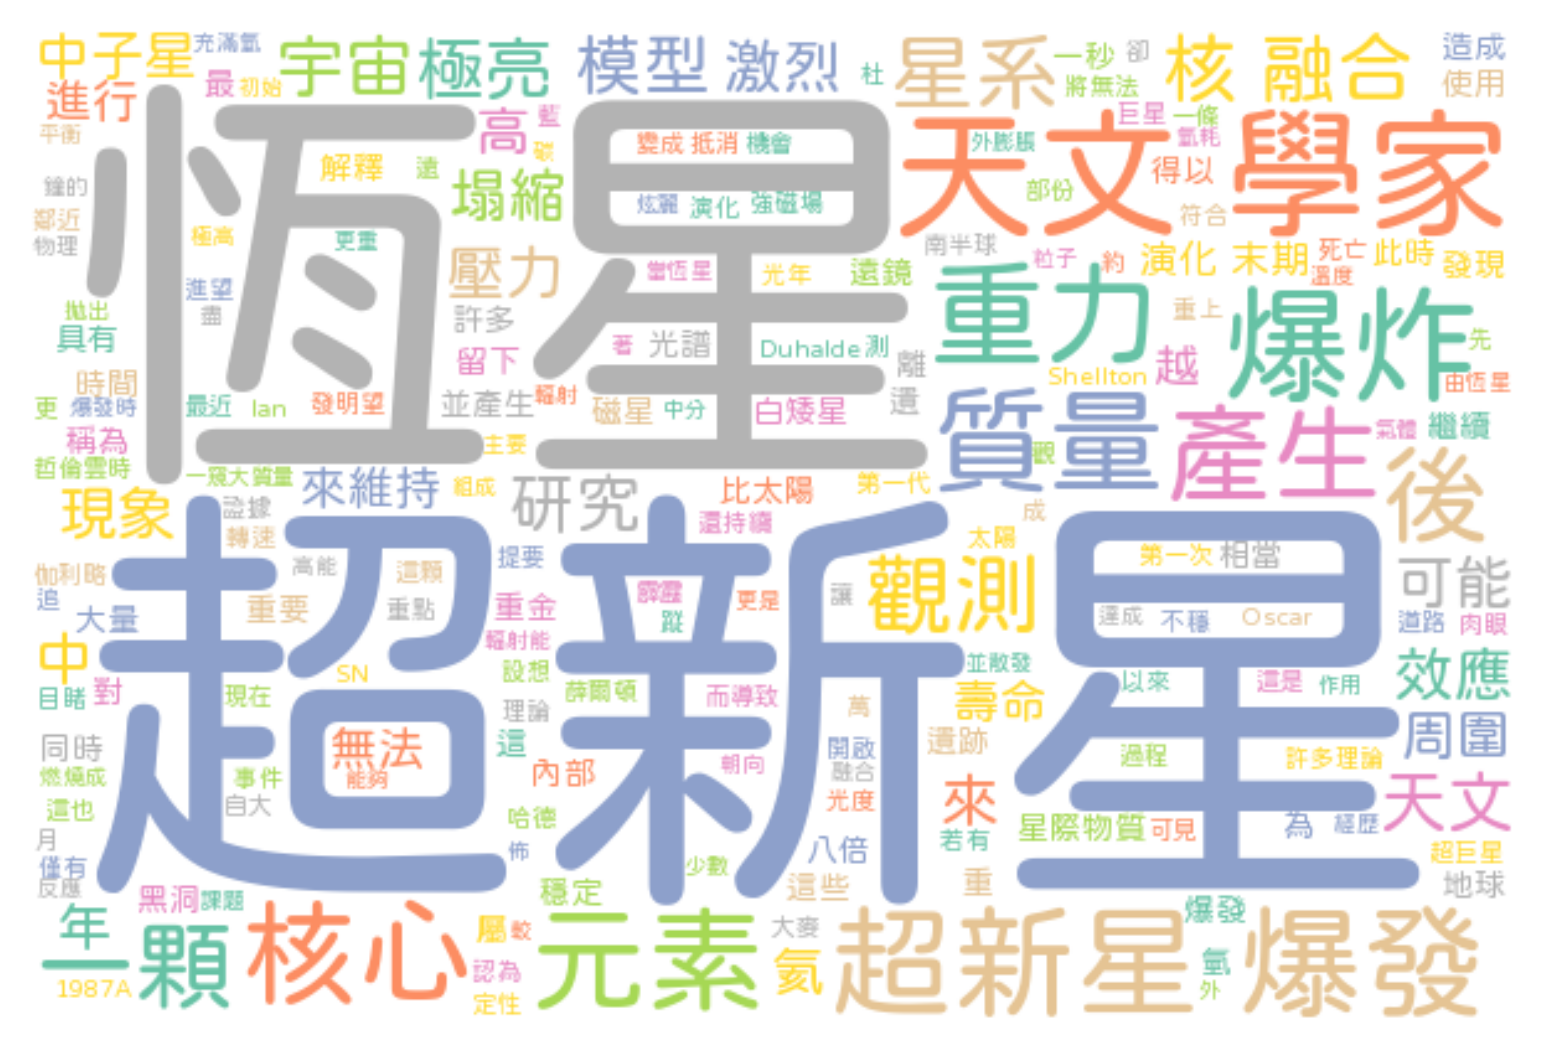 中子星 充滿氫 宇宙 極亮 模型 激烈 杜 星系 一秒 卻 核 融合 造成
最 初始 將無法 使用
進行 高 藍 巨星 一條
平衡 變成 抵消 機會 外膨脹 氫耗
恆星 天文學家
解釋 遠 碳 得以
鐘的 塌縮 部份
鄰近 炫麗 演化 強磁場 符合
物理 極高 更重 南半球 粒子 約 演化 末期 死亡 此時 發現
壓力 當恆星 光年 遠鏡 溫度
進望 重力 爆炸
拋出 盡 許多 重上
具有 留下 著 光譜 Duhalde 測 離 越 先
時間 輻射 Shellton 由恆星
更 爆發時 最近 Ian 發明望 並產生 磁星 中分 白矮星 遺 質量 產生
稱為 主要 氣體 繼續
哲倫雲時 一窺大質量 觀
現象 來維持 組成 研究 比太陽 第一代 後
證據 還持續 成
轉速 太陽
超新星
伽利略 高能 這顆 提要 觀測 第一次 相當 可能
追 大量 重要 重點 重金 霹靂 更是 讓 達成 不穩 Oscar 道路 肉眼
蹤
中 輻射能 並散發 效應
目睹 對 SN 設想 以來 這是 作用
現在 薛爾頓 而導致 壽命
理論 萬 周圍
同時 無法 這 開啟 遺跡 過程 許多理論
燃燒成 事件 能夠 內部 朝向 融合
這也 自大 光度 來 天文
月 哈德 星際物質 可見 為 經歷
僅有 佈 八倍 若有 超巨星
反應 少數 地球
黑洞 課題 穩定 這些 重
年 爆發
一顆 核心 屬 較 元素 大麥 超新星爆發
認為 氦 氫
1987A 定性 外